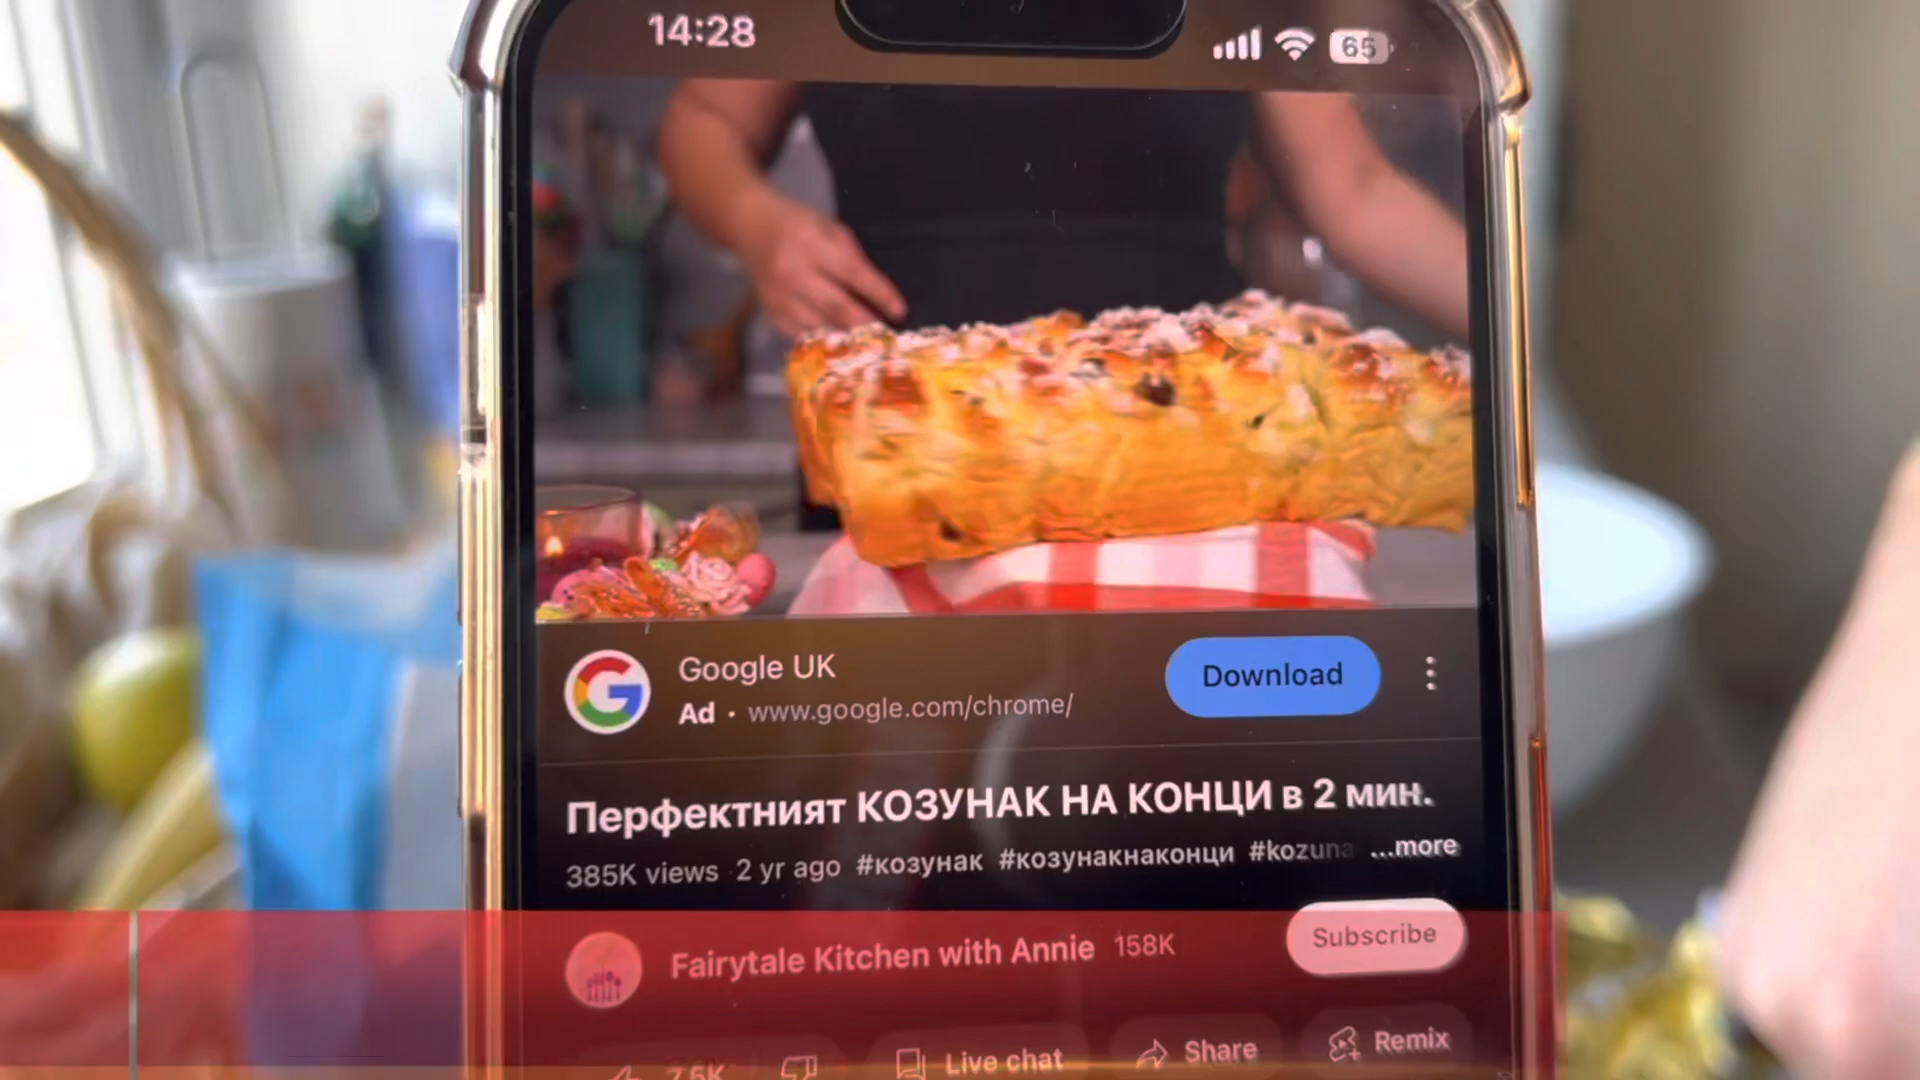 14:28
65
Google UK
Download
Ad · www.google.com/chrome/
Перфектният КОЗУНАК НА КОНЦИ в 2 мин.
385K views 2 yr ago #козунак #козунакнаконци #kozuna ...more
Fairytale Kitchen with Annie 158K
Subscribe
Live chat
Share
Remix